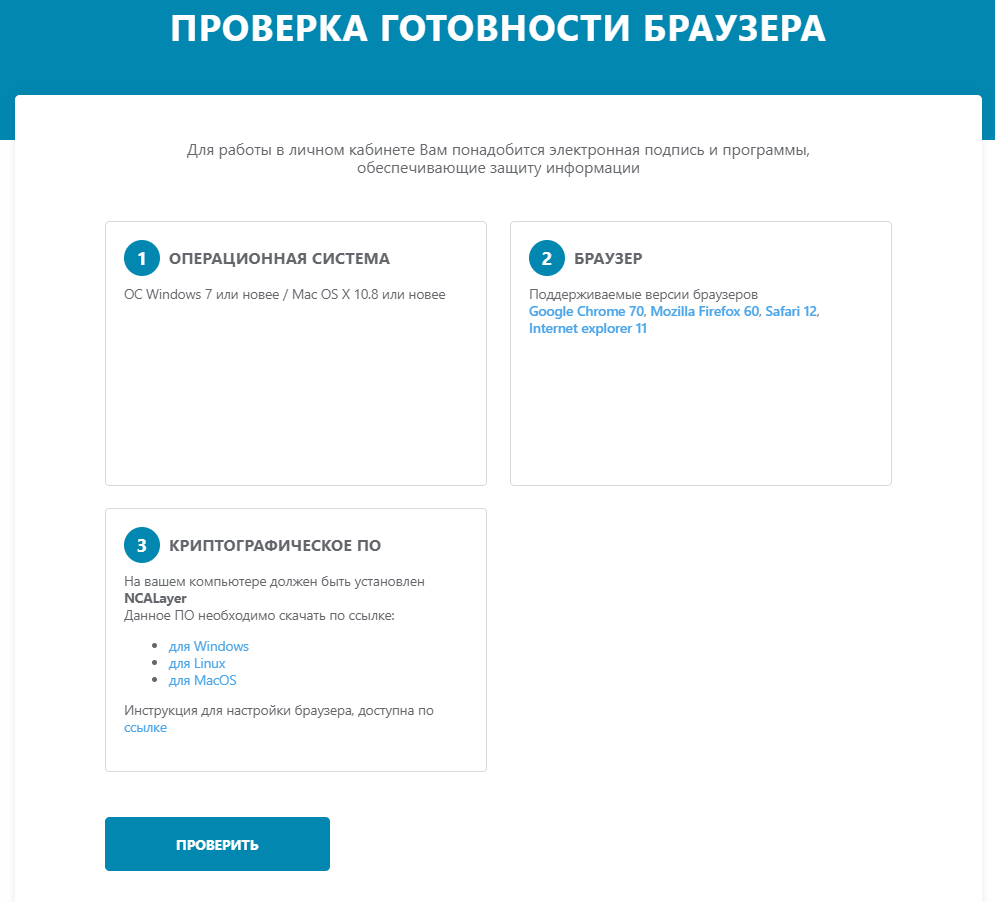 ПРОВЕРКА ГОТОВНОСТИ БРАУЗЕРА
Для работы в личном кабинете Вам понадобится электронная подпись и программы,
обеспечивающие защиту информации
1 ОПЕРАЦИОННАЯ СИСТЕМА
ОС Windows 7 или новее / Mac OS X 10.8 или новее
2 БРАУЗЕР
Поддерживаемые версии браузеров
Google Chrome 70, Mozilla Firefox 60, Safari 12,
Internet explorer 11
3 КРИПТОГРАФИЧЕСКОЕ ПО
На вашем компьютере должен быть установлен
NCALayer
Данное ПО необходимо скачать по ссылке:
• для Windows
• для Linux
• для MacOS
Инструкция для настройки браузера, доступна по
ссылке
ПРОВЕРИТЬ